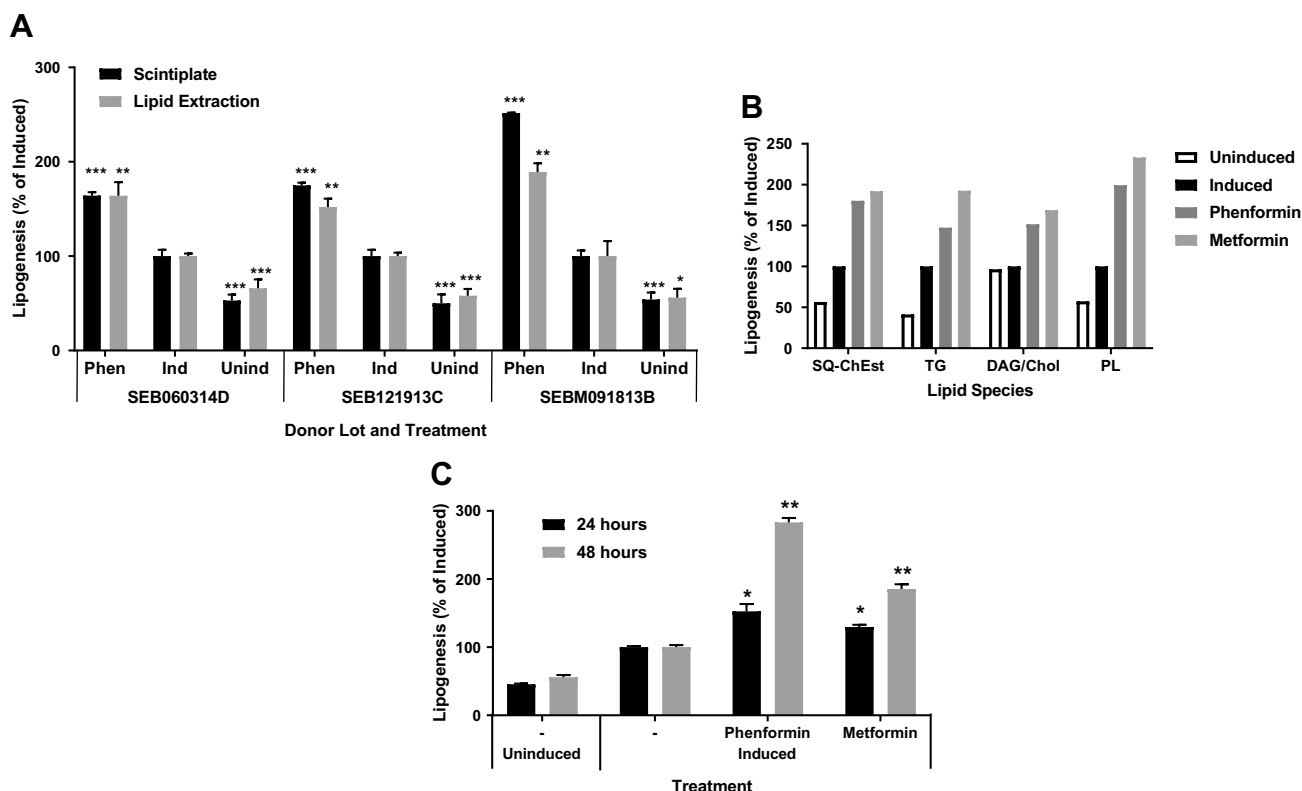 A
Scintiplate
Lipid Extraction
Lipogenesis (% of Induced)
300
200
100
0
*** **
*** **
*** **
*** ***
*** ***
*** *
Phen Ind Unind Phen Ind Unind Phen Ind Unind
SEB060314D SEB121913C SEBM091813B
Donor Lot and Treatment
B
Uninduced
Induced
Phenformin
Metformin
Lipogenesis (% of Induced)
250
200
150
100
50
0
SQ-ChEst TG DAG/Chol PL
Lipid Species
C
24 hours
48 hours
Lipogenesis (% of Induced)
300
200
100
0
* **
* **
- - Phenformin Metformin
Uninduced Induced
Treatment